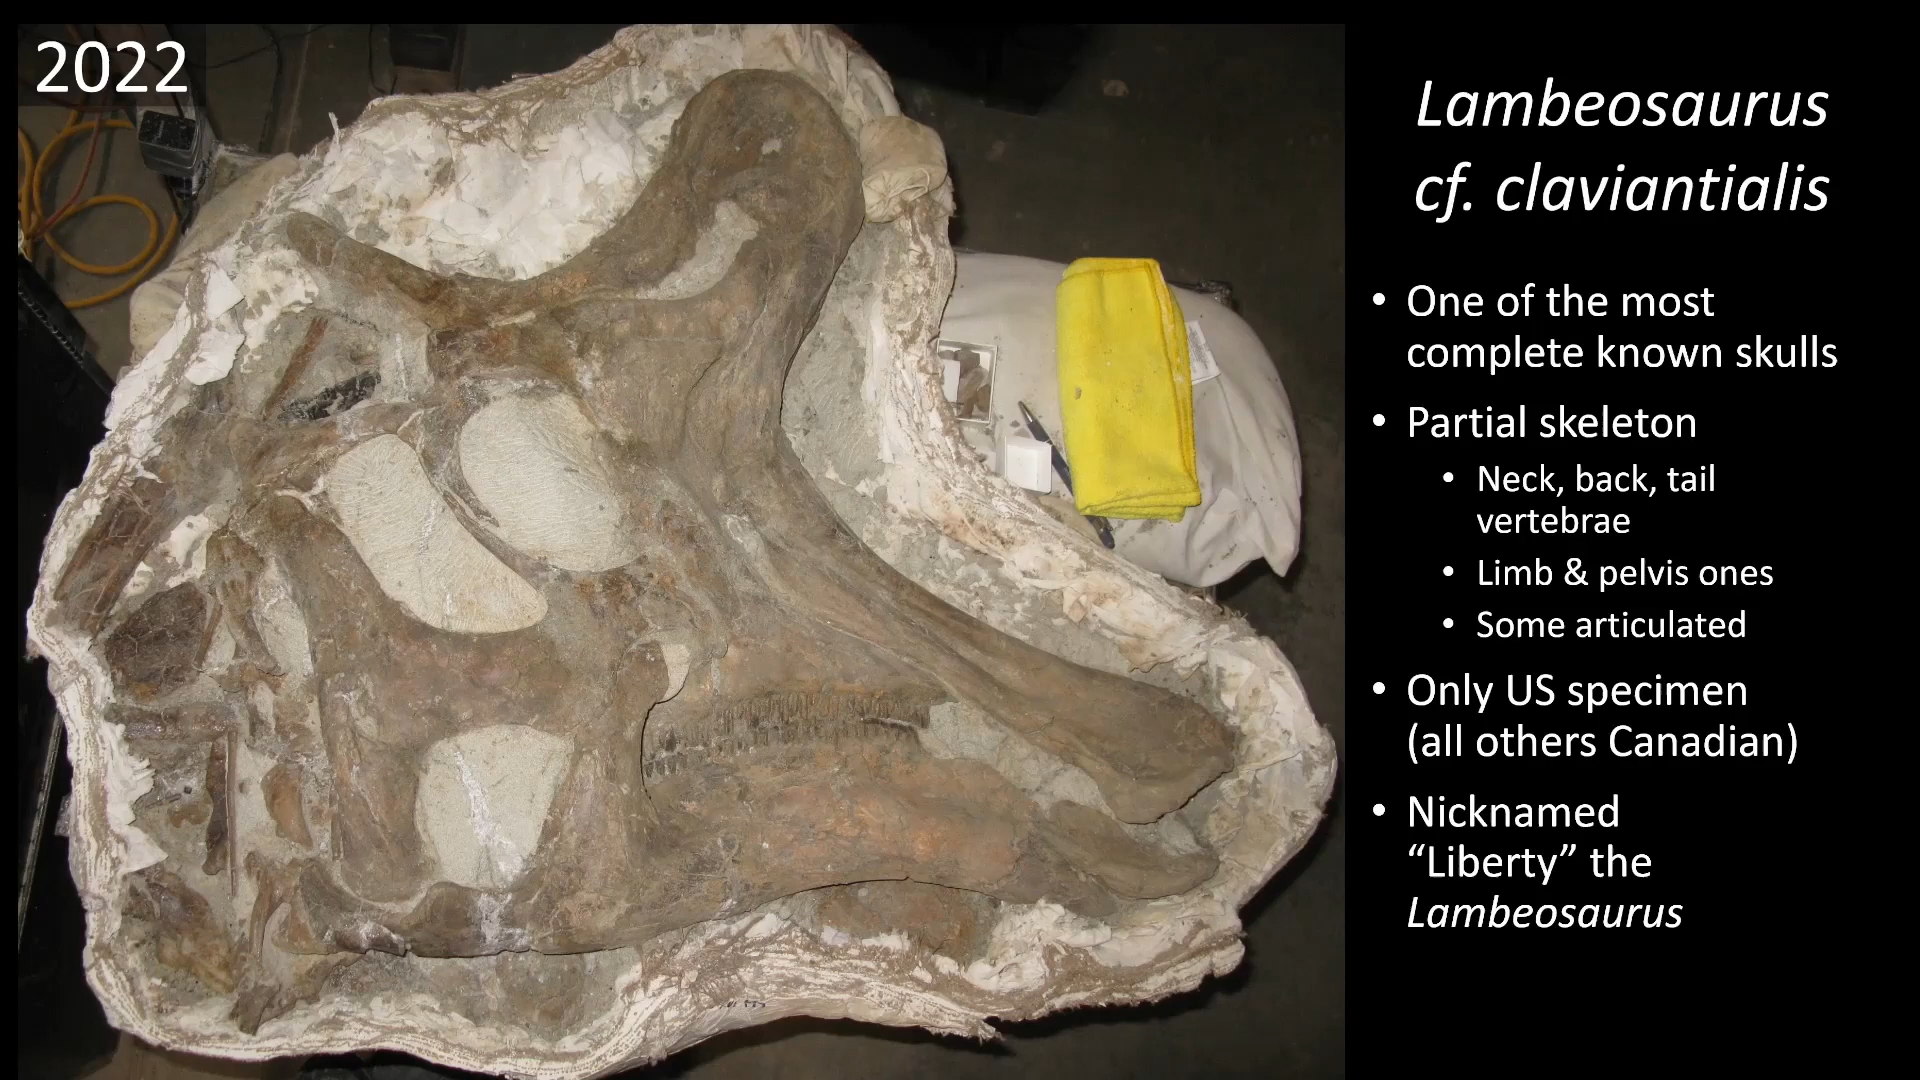 2022
Lambeosaurus
cf. claviantialis
• One of the most
complete known skulls
• Partial skeleton
• Neck, back, tail
vertebrae
• Limb & pelvis ones
• Some articulated
• Only US specimen
(all others Canadian)
• Nicknamed
“Liberty” the
Lambeosaurus